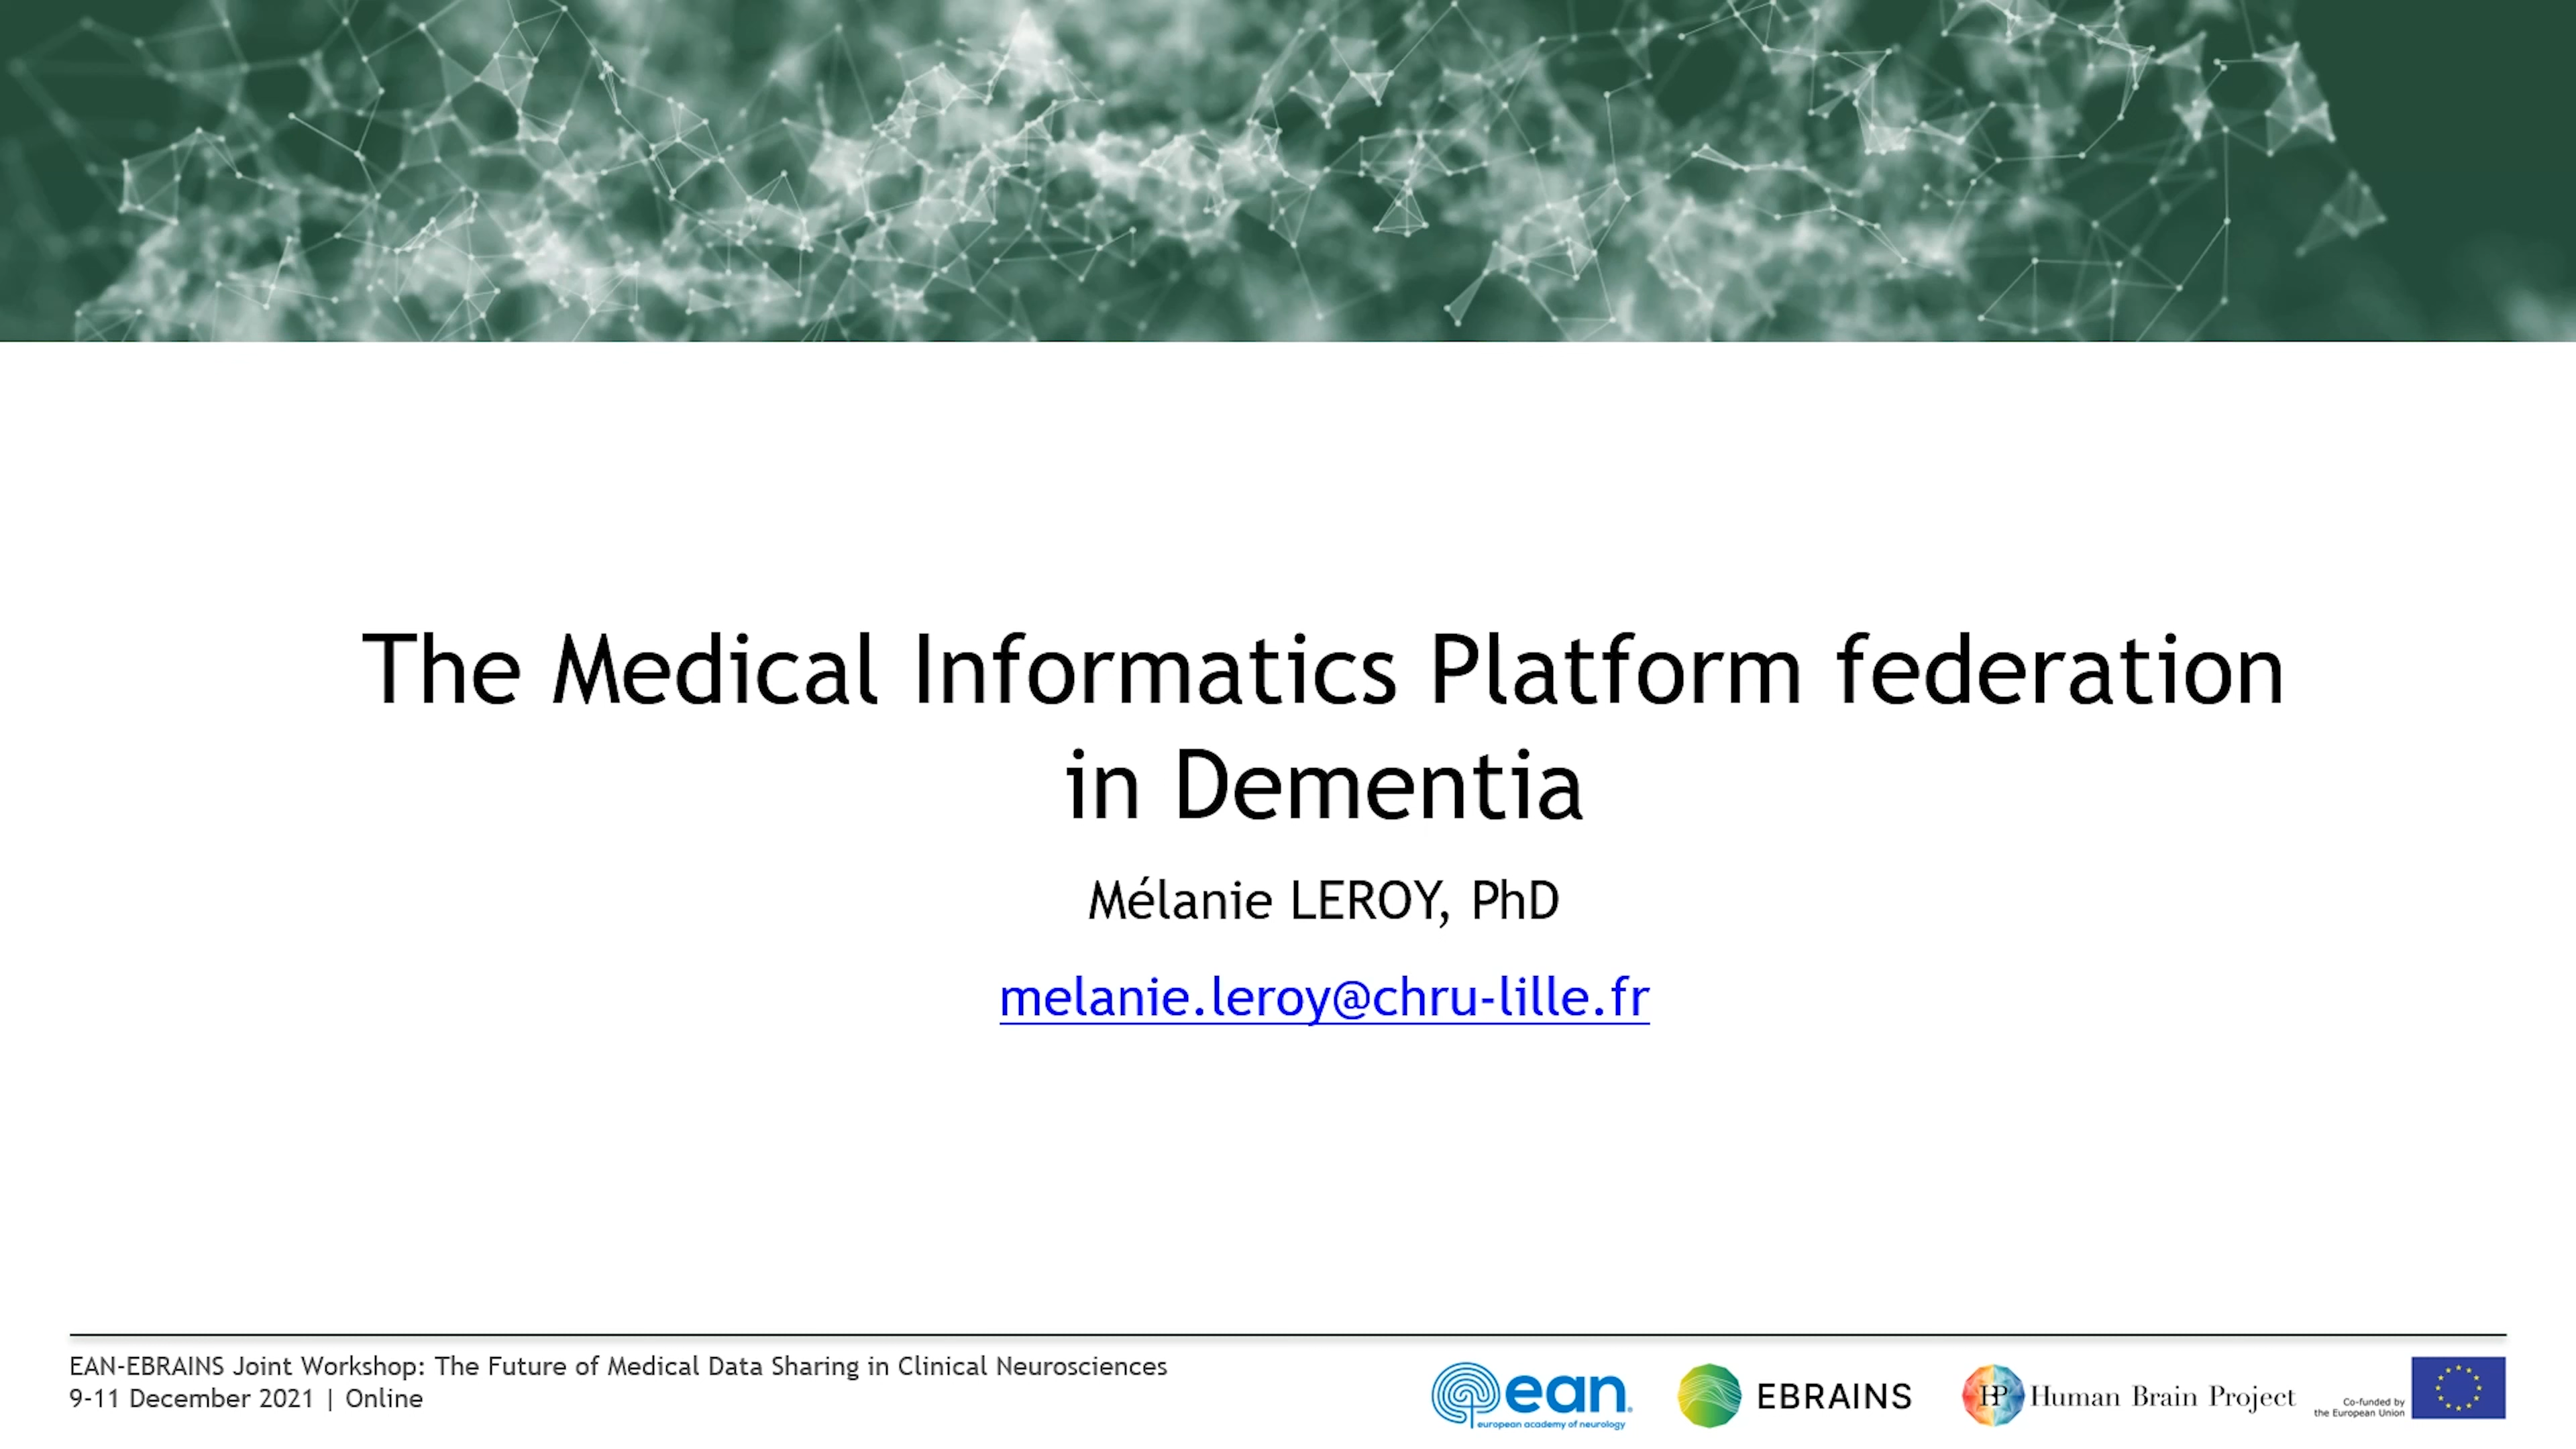 The Medical Informatics Platform federation
in Dementia
Mélanie LEROY, PhD
melanie.leroy@chru-lille.fr
EAN-EBRAINS Joint Workshop: The Future of Medical Data Sharing in Clinical Neurosciences
9-11 December 2021 | Online
ean
european academy of neurology
EBRAINS
HP Human Brain Project
Co-funded by
the European Union